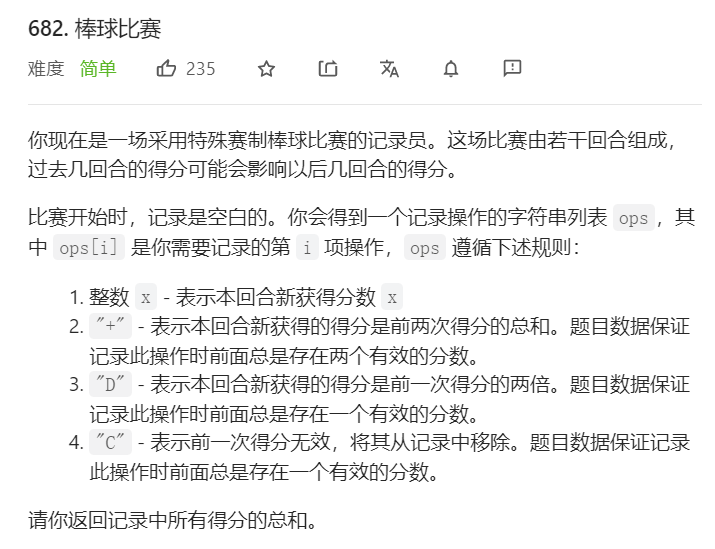 682. 棒球比赛
难度 简单 235
你现在是一场采用特殊赛制棒球比赛的记录员。这场比赛由若干回合组成，
过去几回合的得分可能会影响以后几回合的得分。
比赛开始时，记录是空白的。你会得到一个记录操作的字符串列表 ops，其
中 ops[i] 是你需要记录的第 i 项操作，ops 遵循下述规则：
1. 整数 x - 表示本回合新获得分数 x
2. "+" - 表示本回合新获得的得分是前两次得分的总和。题目数据保证
记录此操作时前面总是存在两个有效的分数。
3. "D" - 表示本回合新获得的得分是前一次得分的两倍。题目数据保证
记录此操作时前面总是存在一个有效的分数。
4. "C" - 表示前一次得分无效，将其从记录中移除。题目数据保证记录
此操作时前面总是存在一个有效的分数。
请你返回记录中所有得分的总和。